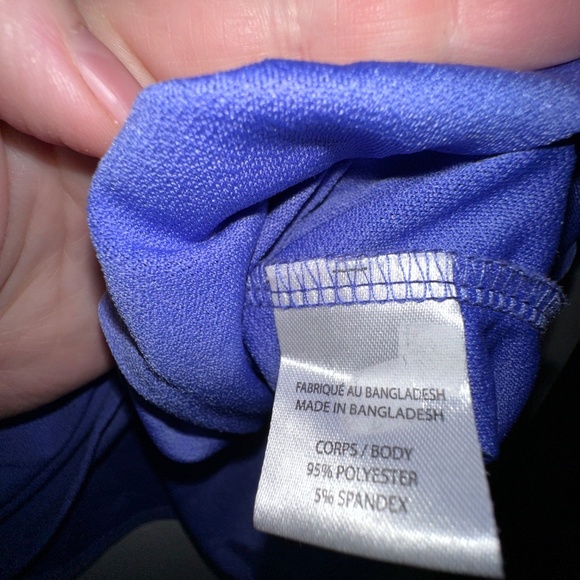 FABRIQUÉ AU BANGLADESH
MADE IN BANGLADESH
CORPS / BODY
95% POLYESTER
5% SPANDEX